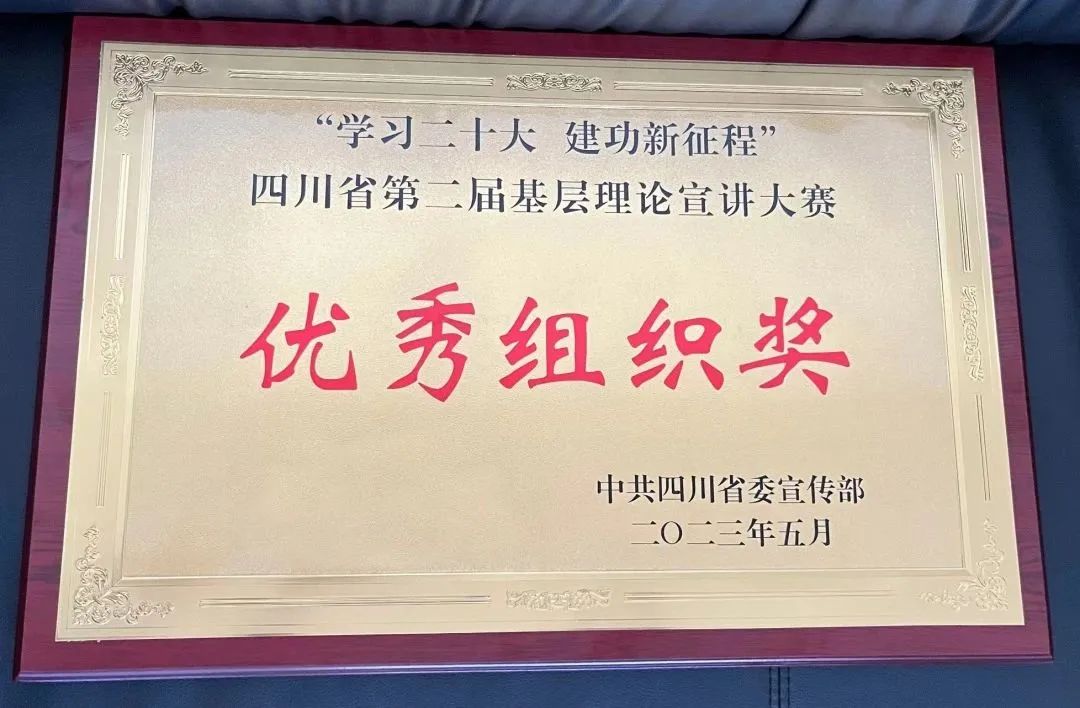 “学习二十大 建功新征程”
四川省第二届基层理论宣讲大赛
优秀组织奖
中共四川省委宣传部
二〇二三年五月